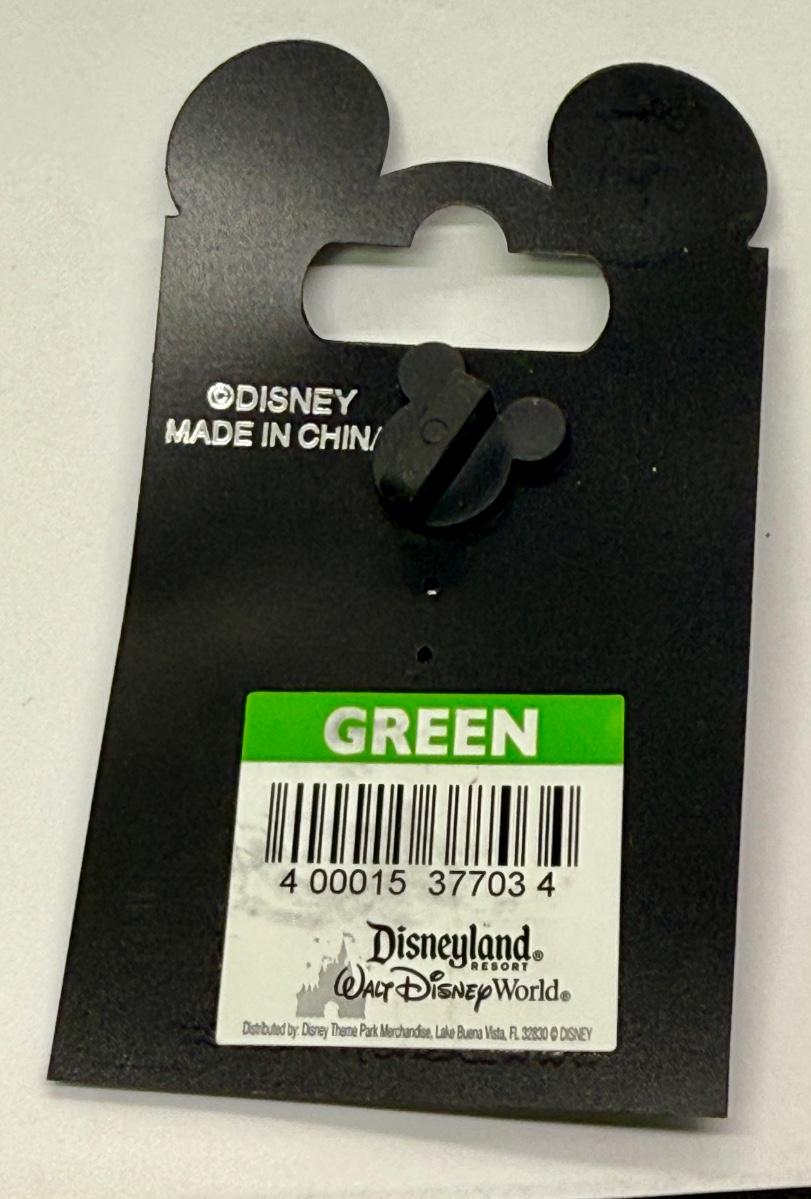 ©DISNEY
MADE IN CHINA
GREEN
4 00015 37703 4
Disneyland®
RESORT
WALT DISNEY World®
Distributed by: Disney Theme Park Merchandise, Lake Buena Vista, FL 32830 © DISNEY